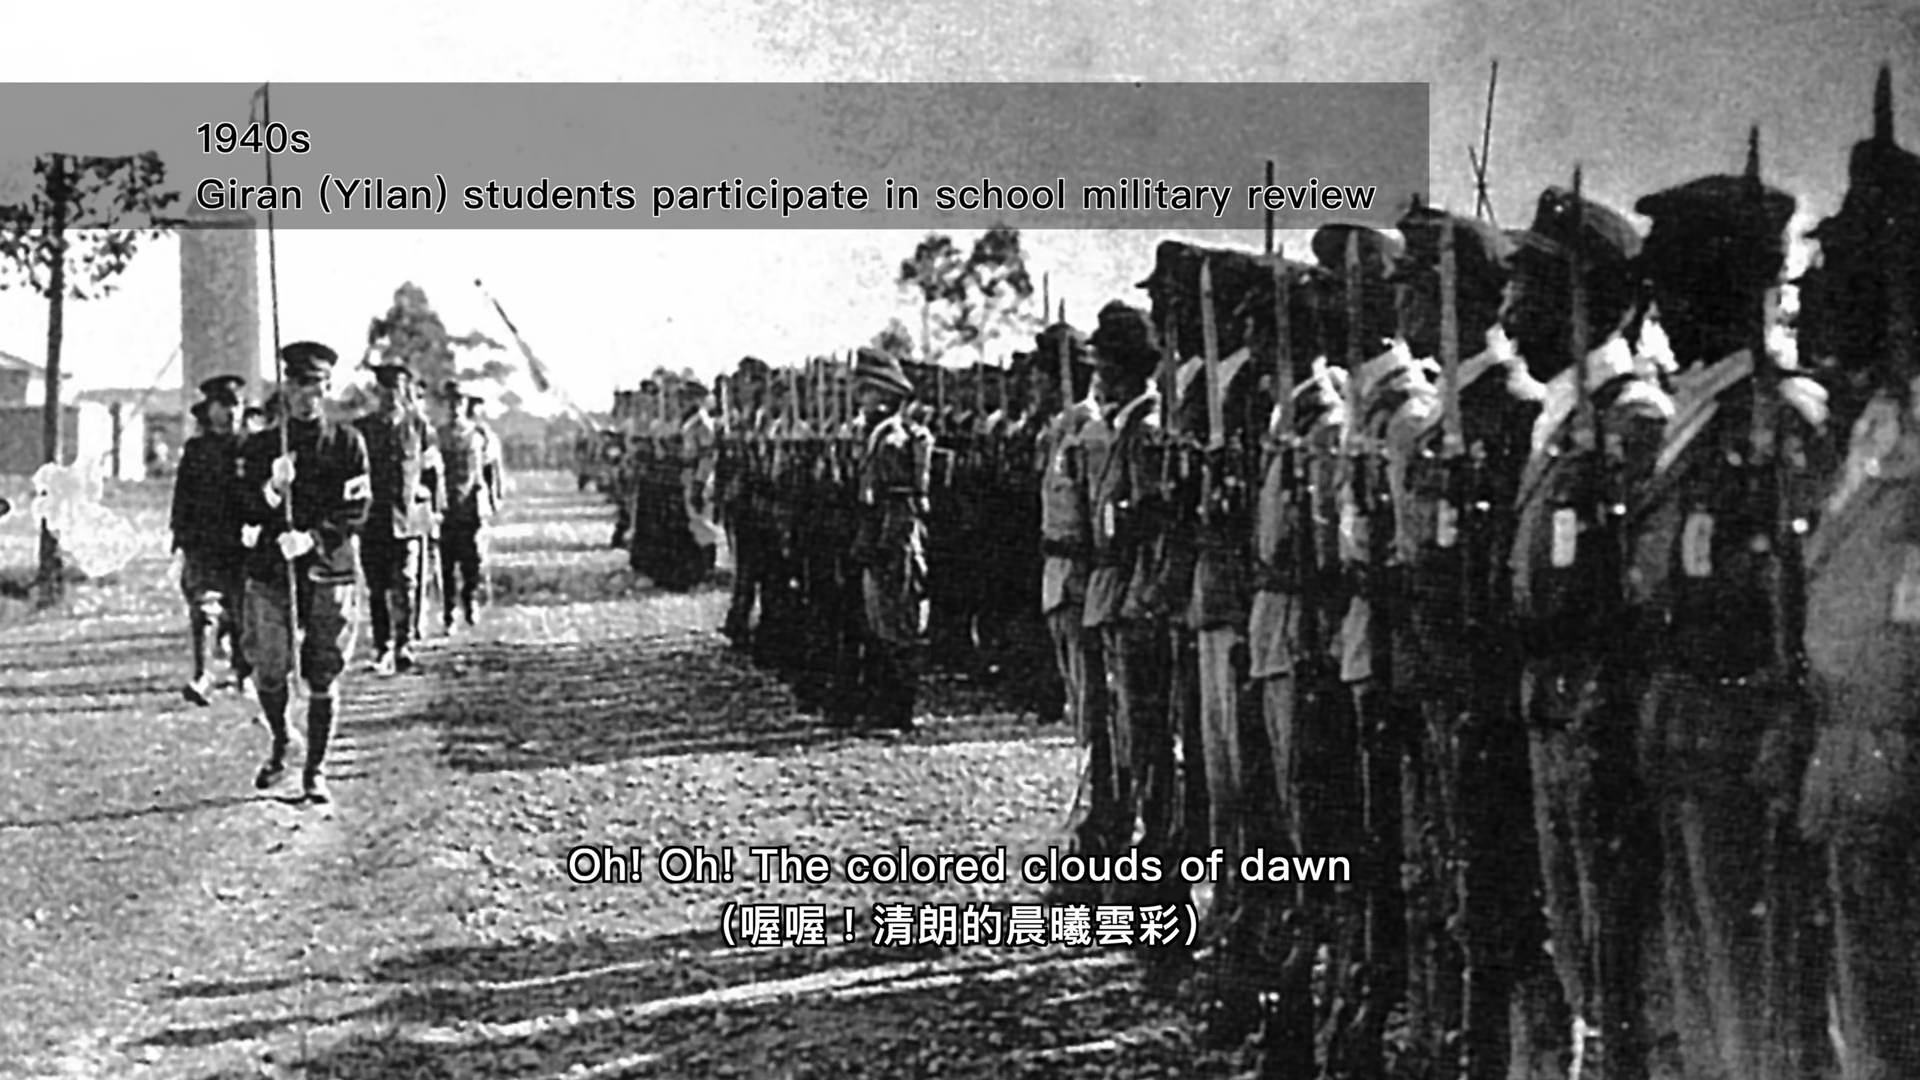 1940s
Giran (Yilan) students participate in school military review
Oh! Oh! The colored clouds of dawn
(喔喔！清朗的晨曦雲彩)